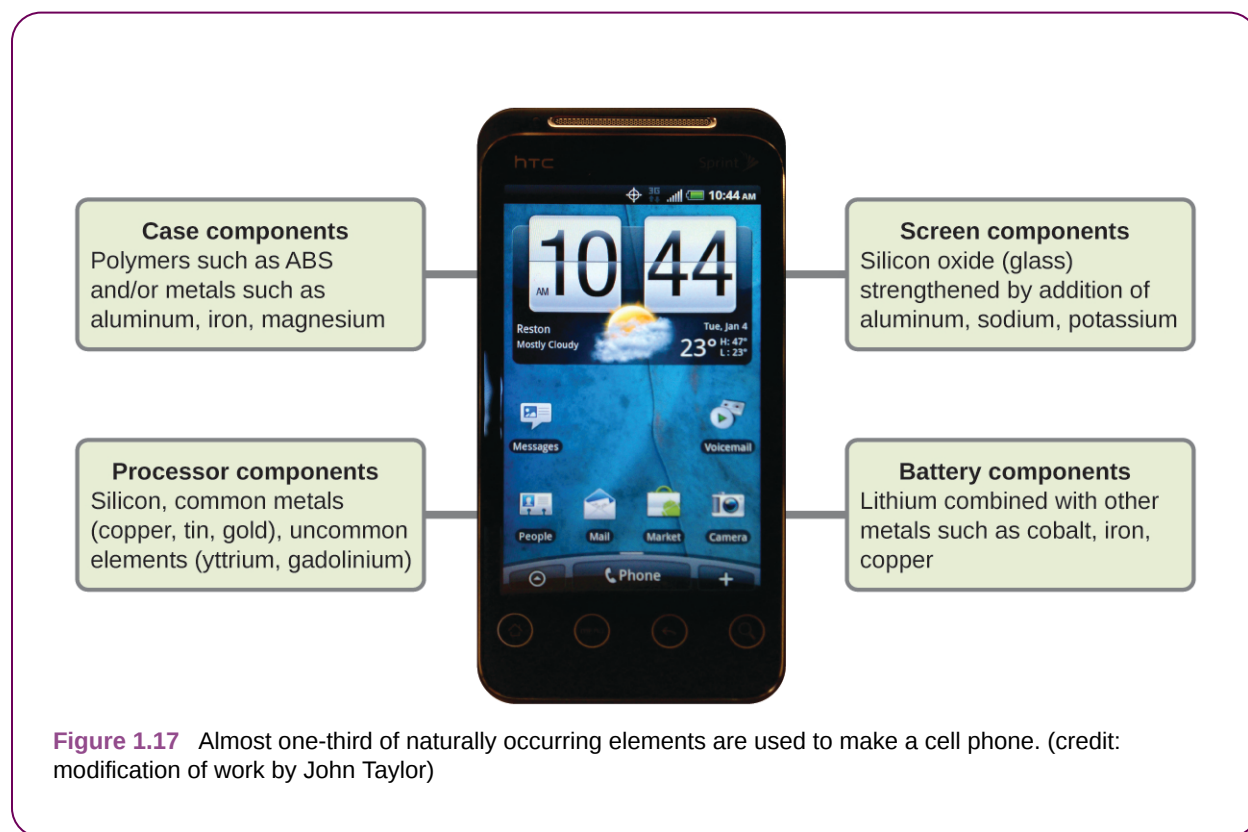 hTC
Sprint
3G
10:44 AM
10 44
AM
Reston
Mostly Cloudy
Tue, Jan 4
23° H: 47°
L: 23°
Messages
Voicemail
People
Mail
Market
Camera
Phone
Case components
Polymers such as ABS
and/or metals such as
aluminum, iron, magnesium
Screen components
Silicon oxide (glass)
strengthened by addition of
aluminum, sodium, potassium
Processor components
Silicon, common metals
(copper, tin, gold), uncommon
elements (yttrium, gadolinium)
Battery components
Lithium combined with other
metals such as cobalt, iron,
copper
Figure 1.17 Almost one-third of naturally occurring elements are used to make a cell phone. (credit:
modification of work by John Taylor)